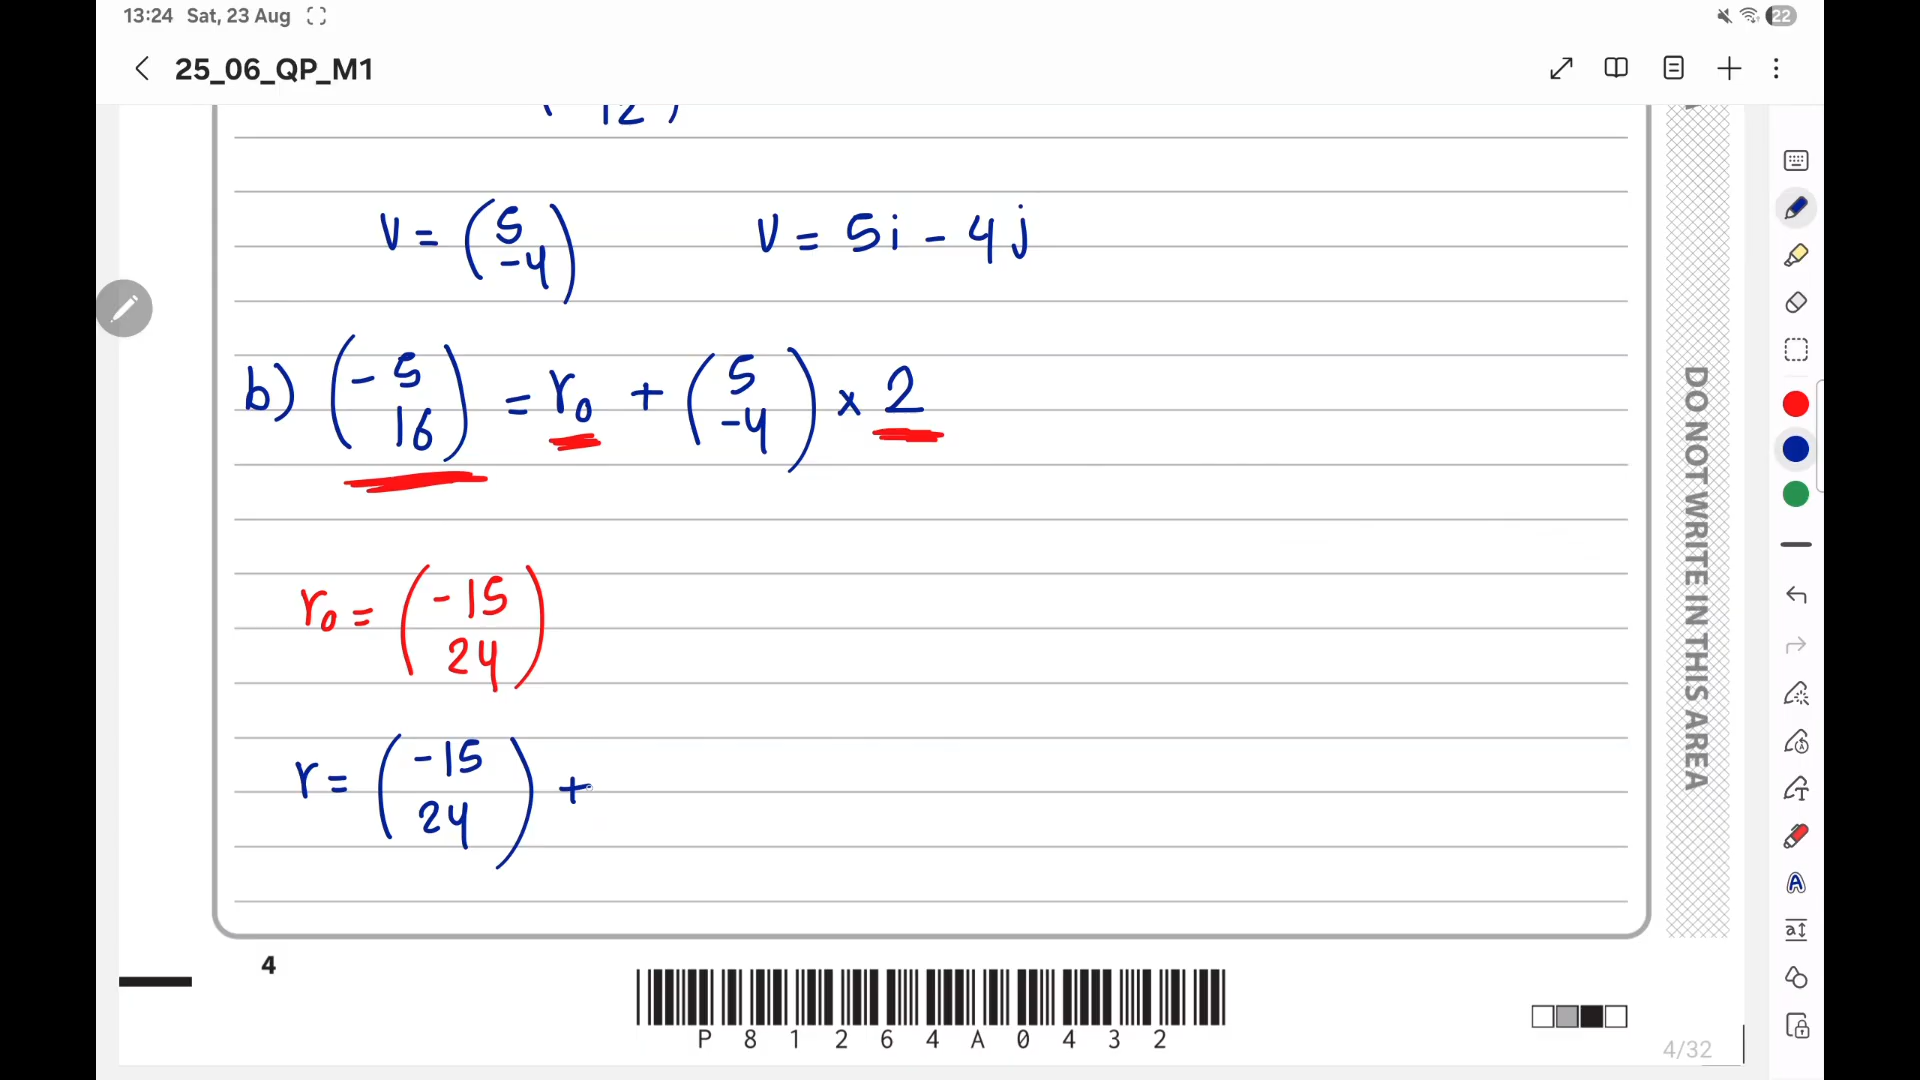 13:24 Sat, 23 Aug 22
25_06_QP_M1
( 12 )
v = ( 5 -4 ) v = 5i - 4j
b) ( -5 16 ) = r₀ + ( 5 -4 ) × 2
r₀ = ( -15 24 )
r = ( -15 24 ) +
DO NOT WRITE IN THIS AREA
4
P 8 1 2 6 4 A 0 4 3 2
4/32